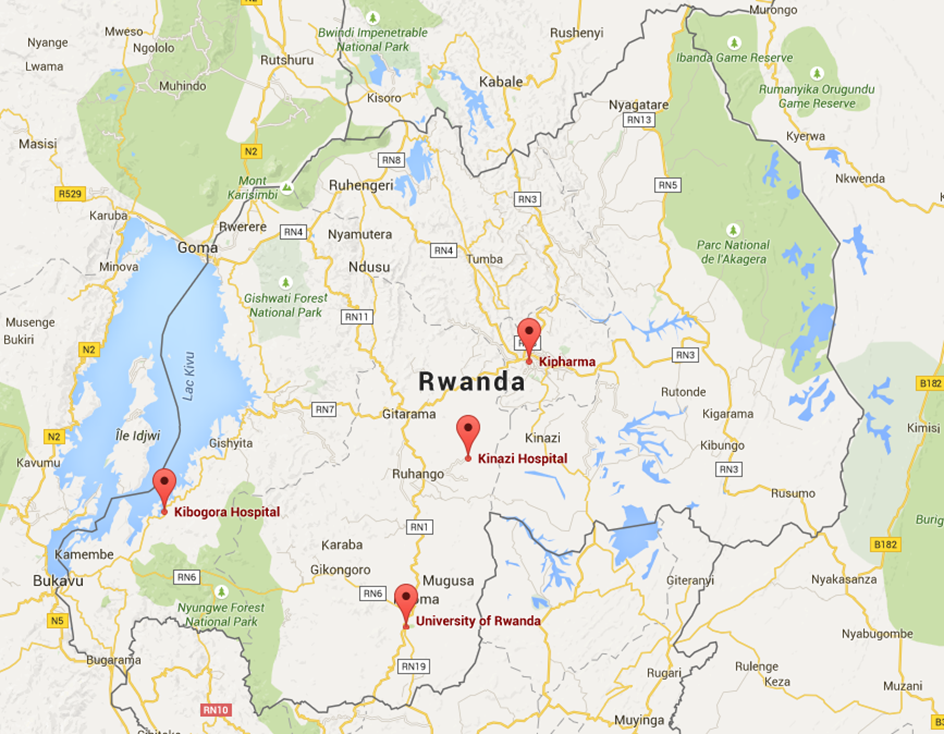 Murongo
Mweso
Nyange
Ngololo
Lwama
Bwindi Impenetrable
National Park
Rushenyi
Rutshuru
Ibanda Game Reserve
Muhindo
Kabale
Kisoro
Rumanyika Orugundu
Game Reserve
Nyagatare
RN13
Kyerwa
Masisi
N2
RN8
Nkwenda
Mont
Karisimbi
Ruhengeri
RN5
R529
RN3
Karuba
Rwerere
RN4
Nyamutera
Goma
RN4
Tumba
Parc National
de l'Akagera
Minova
Ndusu
Gishwati Forest
National Park
Musenge
Bukiri
RN11
N2
Lac Kivu
Kipharma
RN3
Rwanda
B182
Rutonde
RN7
Gitarama
Kigarama
Île Idjwi
N2
Gishyita
Kinazi
Kibungo
Kimisi
Kavumu
Kinazi Hospital
Ruhango
RN3
Rusumo
Kibogora Hospital
RN1
Burig
Karaba
B182
Kamembe
Gikongoro
Bukavu
RN6
Mugusa
Giteranyi
Nyakasanza
RN6
Nyungwe Forest
National Park
N5
University of Rwanda
Nyabugombe
Bugarama
RN19
Rulenge
Keza
Rugari
Muzani
RN10
Muyinga
B3